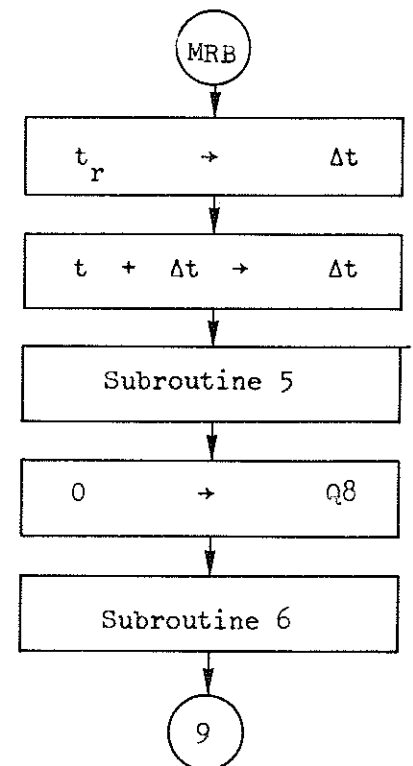 MRB
t_r → Δt
t + Δt → Δt
Subroutine 5
0 → Q8
Subroutine 6
9